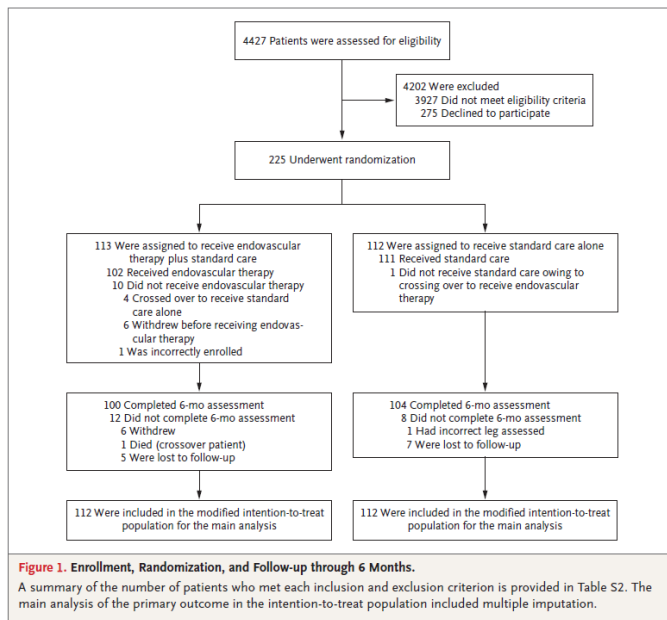 4427 Patients were assessed for eligibility
4202 Were excluded
3927 Did not meet eligibility criteria
275 Declined to participate
225 Underwent randomization
113 Were assigned to receive endovascular
therapy plus standard care
102 Received endovascular therapy
10 Did not receive endovascular therapy
4 Crossed over to receive standard
care alone
6 Withdrew before receiving endovas-
cular therapy
1 Was incorrectly enrolled
112 Were assigned to receive standard care alone
111 Received standard care
1 Did not receive standard care owing to
crossing over to receive endovascular
therapy
100 Completed 6-mo assessment
12 Did not complete 6-mo assessment
6 Withdrew
1 Died (crossover patient)
5 Were lost to follow-up
104 Completed 6-mo assessment
8 Did not complete 6-mo assessment
1 Had incorrect leg assessed
7 Were lost to follow-up
112 Were included in the modified intention-to-treat
population for the main analysis
112 Were included in the modified intention-to-treat
population for the main analysis
Figure 1. Enrollment, Randomization, and Follow-up through 6 Months.
A summary of the number of patients who met each inclusion and exclusion criterion is provided in Table S2. The
main analysis of the primary outcome in the intention-to-treat population included multiple imputation.